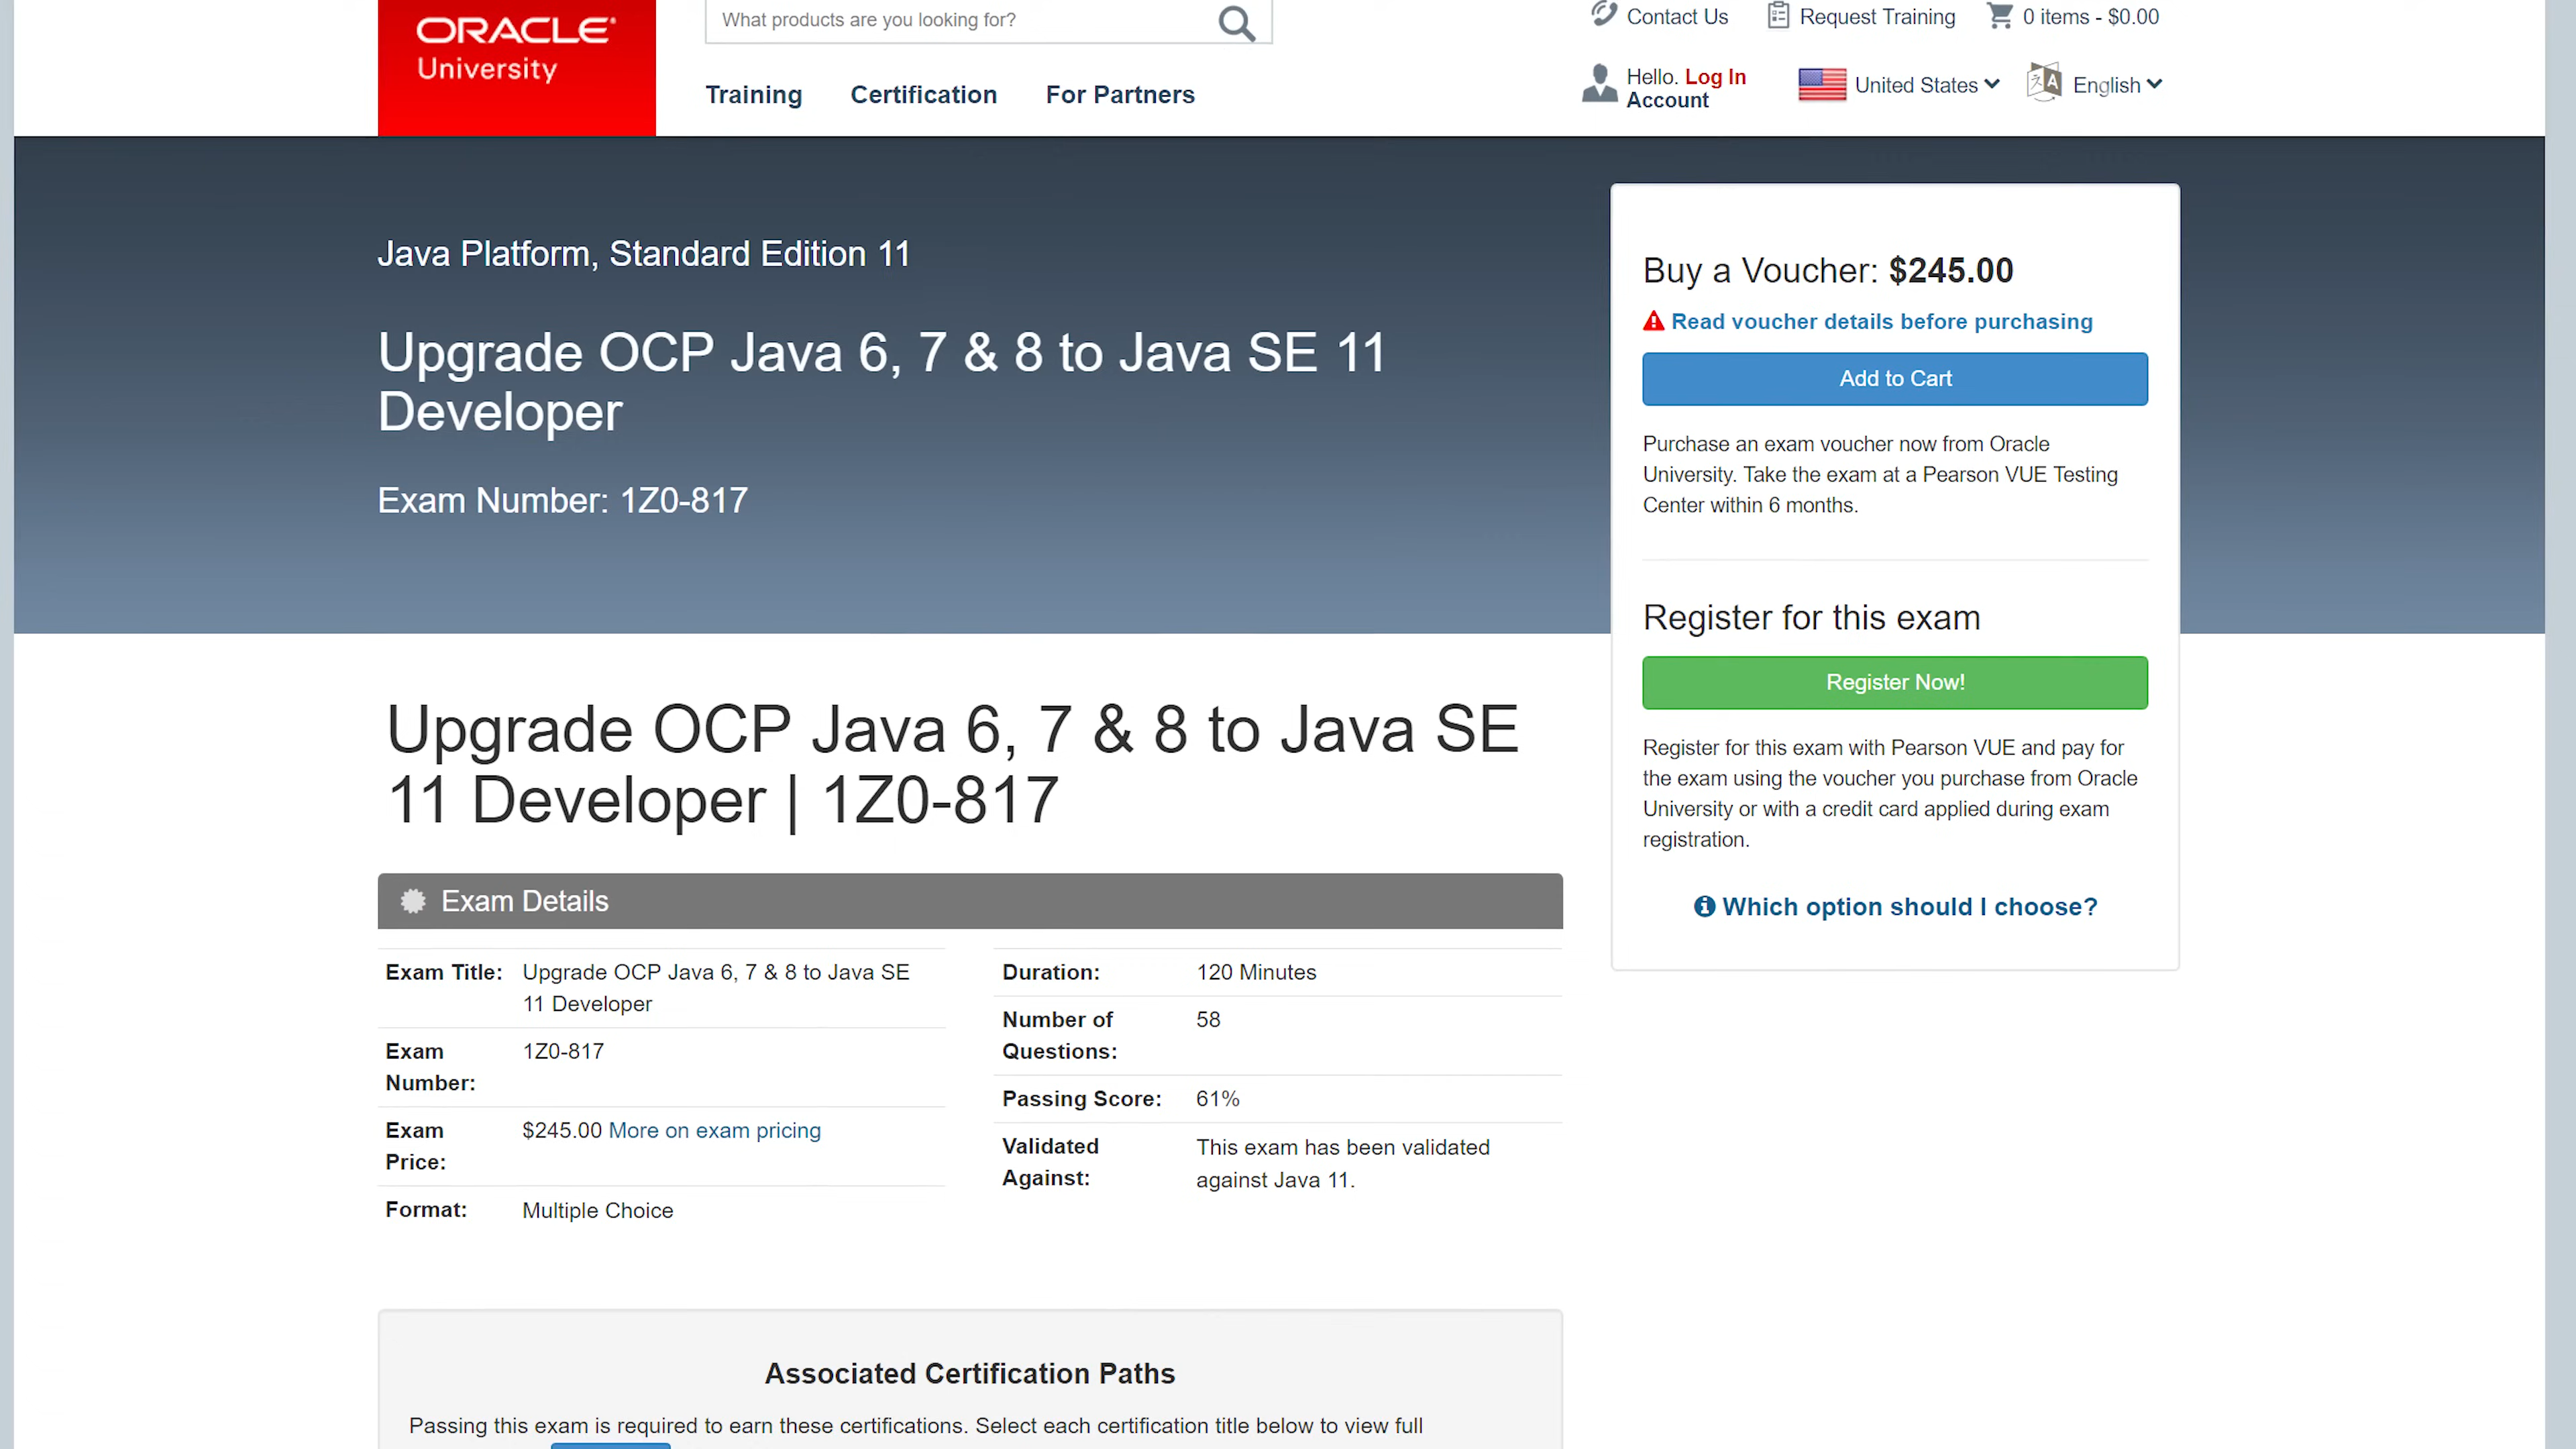 ORACLE
University
What products are you looking for?
Training
Certification
For Partners
Contact Us
Request Training
0 items - $0.00
Hello. Log In
Account
United States
English
Java Platform, Standard Edition 11
Upgrade OCP Java 6, 7 & 8 to Java SE 11
Developer
Exam Number: 1Z0-817
Buy a Voucher: $245.00
Read voucher details before purchasing
Add to Cart
Purchase an exam voucher now from Oracle
University. Take the exam at a Pearson VUE Testing
Center within 6 months.
Register for this exam
Register Now!
Register for this exam with Pearson VUE and pay for
the exam using the voucher you purchase from Oracle
University or with a credit card applied during exam
registration.
Which option should I choose?
Upgrade OCP Java 6, 7 & 8 to Java SE
11 Developer | 1Z0-817
Exam Details
Exam Title: Upgrade OCP Java 6, 7 & 8 to Java SE
11 Developer
Exam
Number:
1Z0-817
Exam
Price:
$245.00 More on exam pricing
Format: Multiple Choice
Duration: 120 Minutes
Number of
Questions:
58
Passing Score: 61%
Validated
Against:
This exam has been validated
against Java 11.
Associated Certification Paths
Passing this exam is required to earn these certifications. Select each certification title below to view full